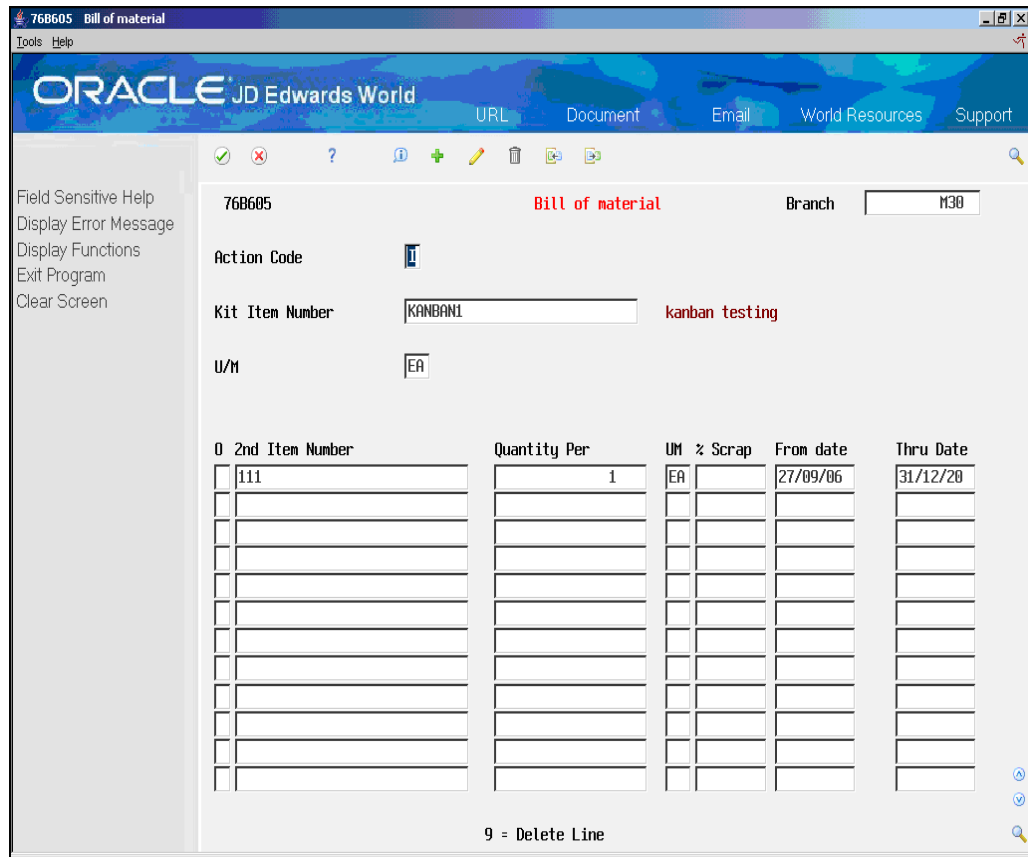 76B605 Bill of material
Tools Help
ORACLE JD Edwards World
URL Document Email World Resources Support
Field Sensitive Help
Display Error Message
Display Functions
Exit Program
Clear Screen
76B605 Bill of material Branch M30
Action Code I
Kit Item Number KANBAN1 kanban testing
U/M EA
O 2nd Item Number Quantity Per UM % Scrap From date Thru Date
111 1 EA 27/09/06 31/12/20
9 = Delete Line